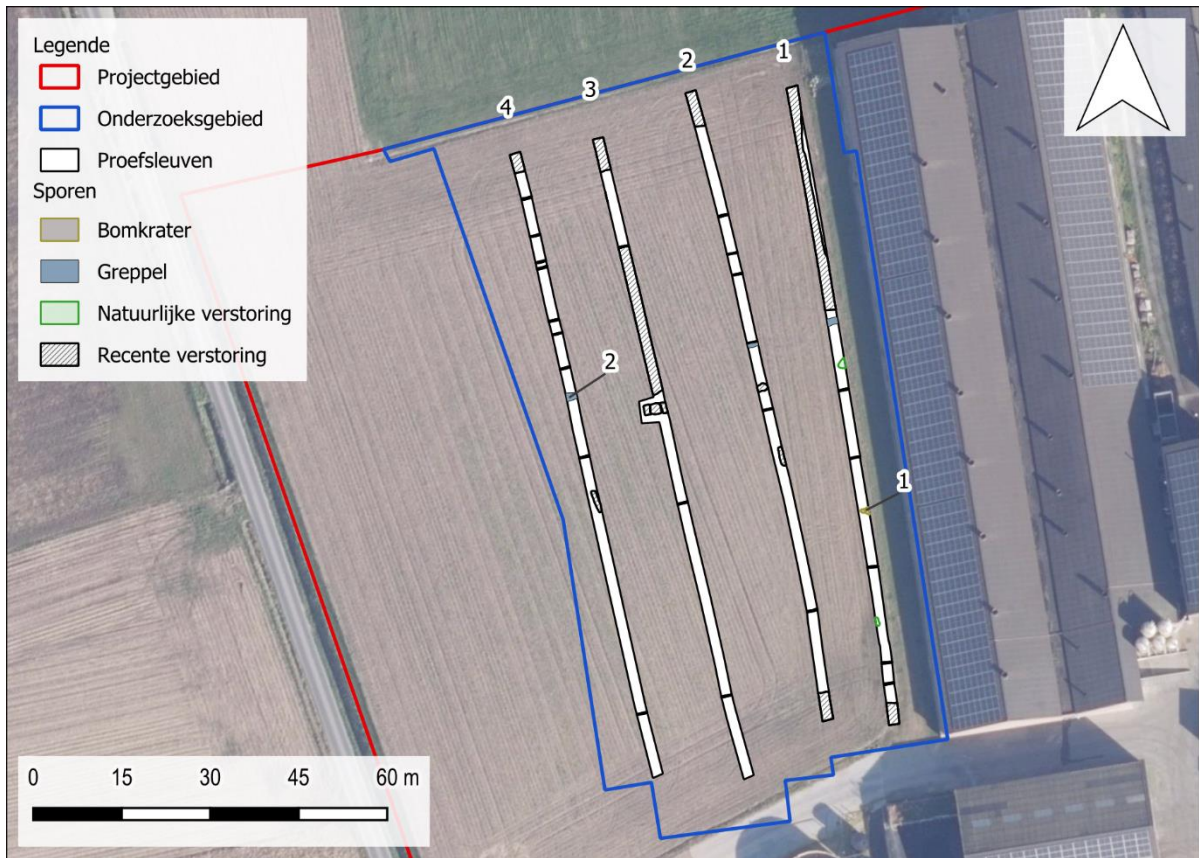 Legende
Projectgebied
Onderzoeksgebied
Proefsleuven
Sporen
Bomkrater
Greppel
Natuurlijke verstoring
Recente verstoring
4
3
2
1
2
1
0 15 30 45 60 m